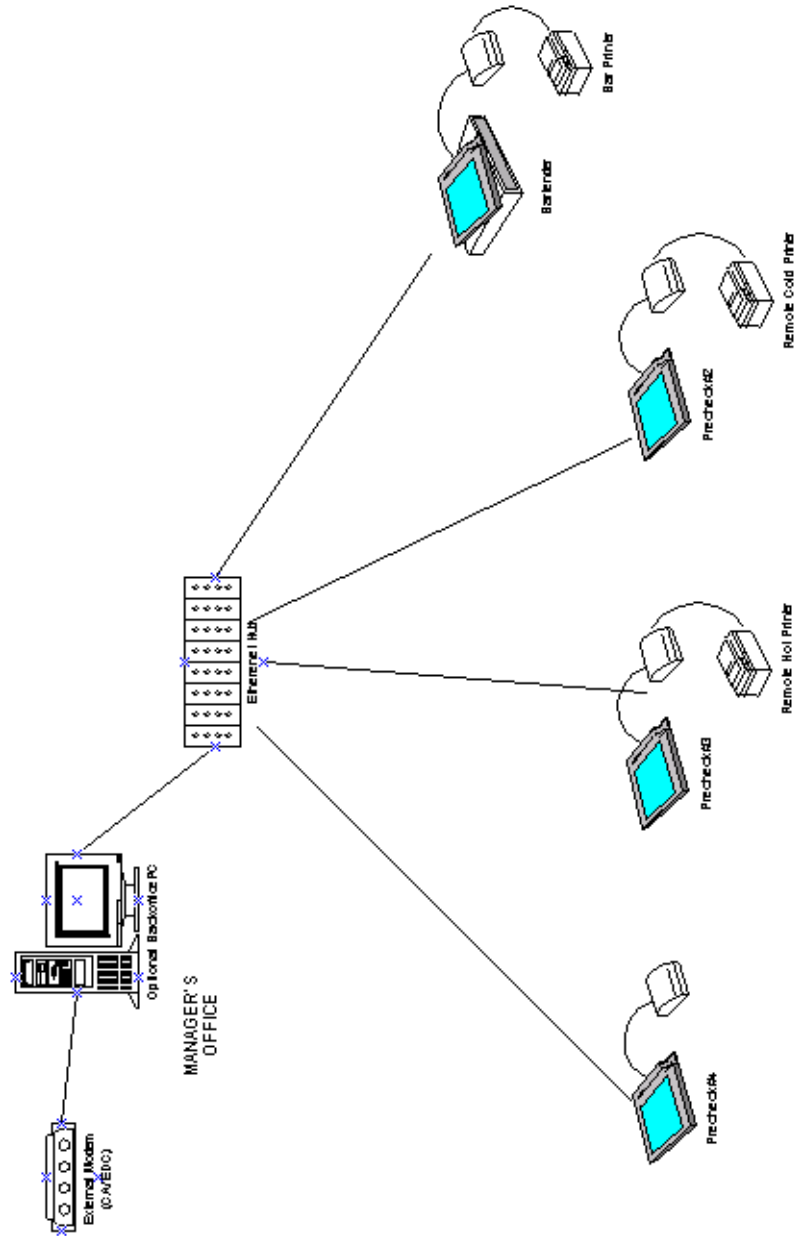 External Modem
(CA/EDC)
Optional Backoffice PC
MANAGER'S
OFFICE
Ethernet Hub
Bartender
Bar Printer
Precheck#2
Remote Cold Printer
Precheck#3
Remote Hot Printer
Precheck#4